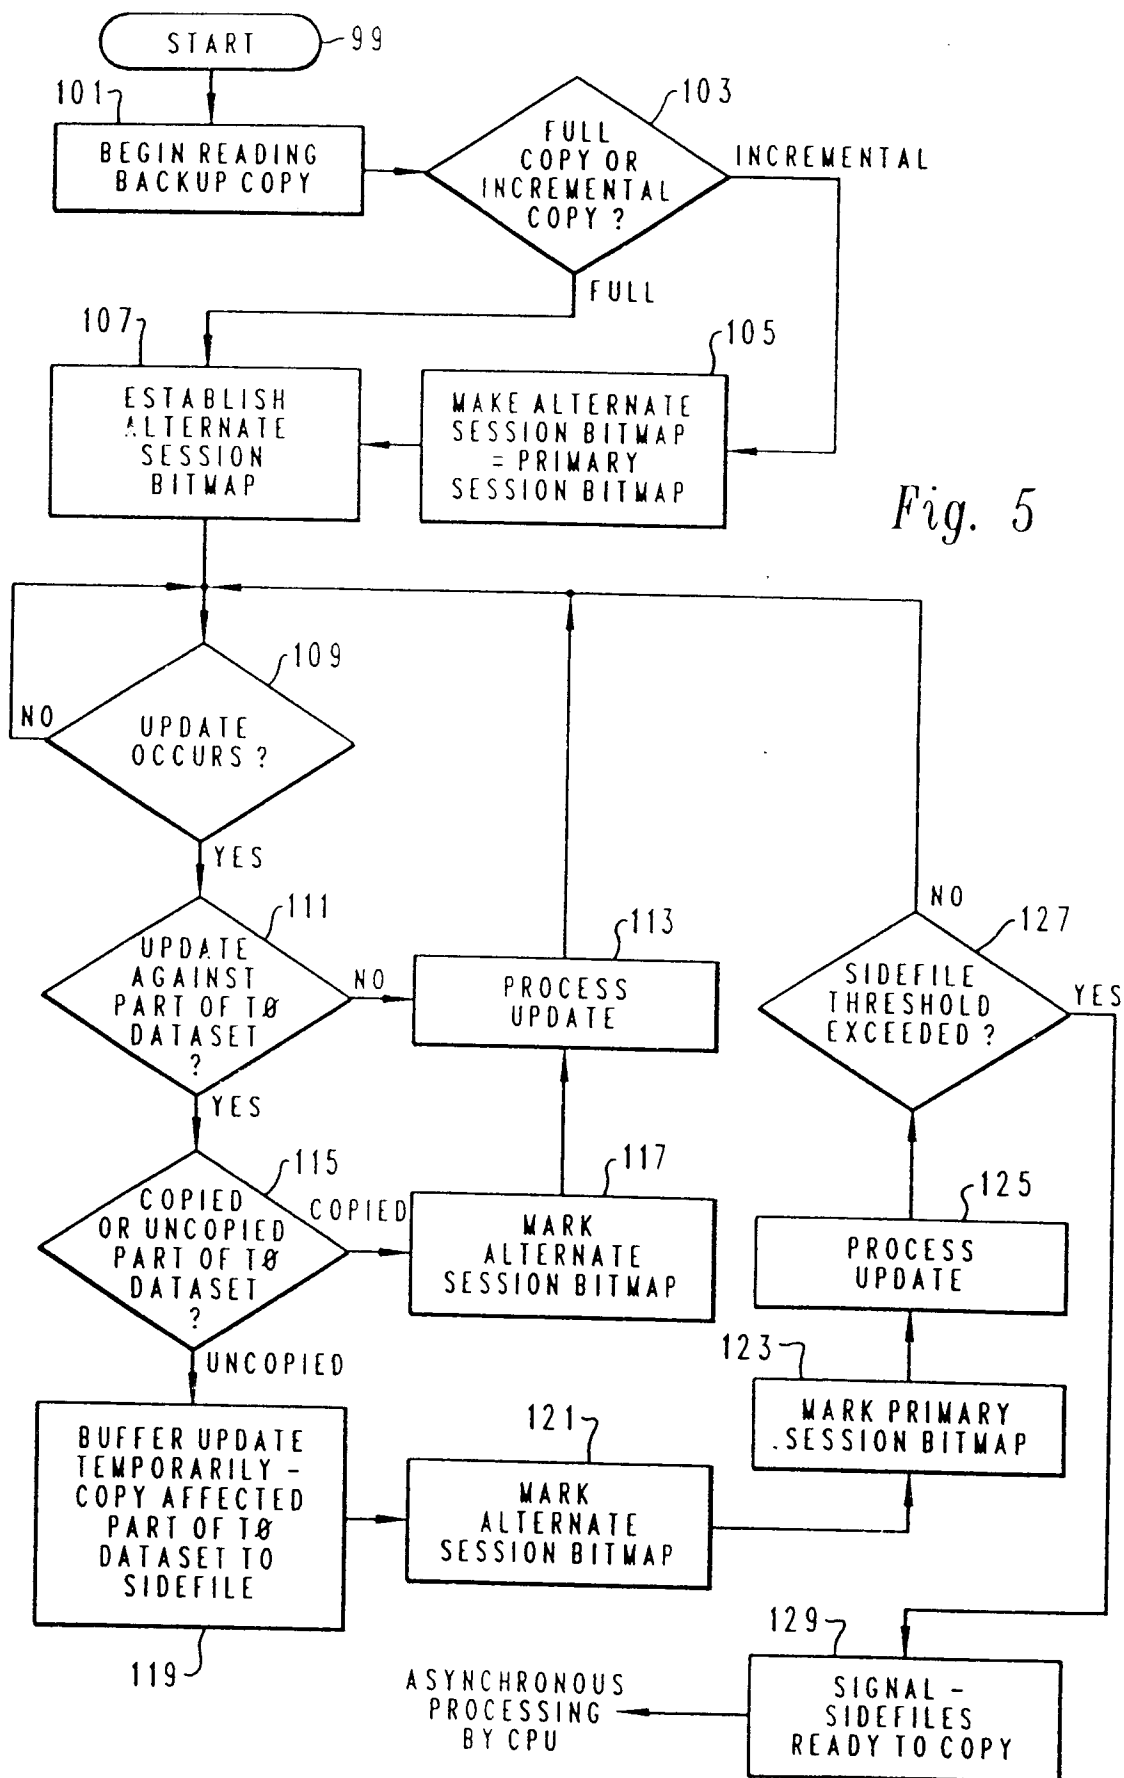 START
99
101
BEGIN READING
BACKUP COPY
103
FULL
COPY OR
INCREMENTAL
COPY ?
INCREMENTAL
FULL
107
ESTABLISH
ALTERNATE
SESSION
BITMAP
105
MAKE ALTERNATE
SESSION BITMAP
= PRIMARY
SESSION BITMAP
Fig. 5
109
NO
UPDATE
OCCURS ?
YES
111
UPDATE
AGAINST
PART OF TØ
DATASET
?
NO
YES
113
PROCESS
UPDATE
NO
127
SIDEFILE
THRESHOLD
EXCEEDED ?
YES
115
COPIED
OR UNCOPIED
PART OF TØ
DATASET
?
COPIED
UNCOPIED
117
MARK
ALTERNATE
SESSION BITMAP
125
PROCESS
UPDATE
123
MARK PRIMARY
SESSION BITMAP
BUFFER UPDATE
TEMPORARILY -
COPY AFFECTED
PART OF TØ
DATASET TO
SIDEFILE
119
121
MARK
ALTERNATE
SESSION BITMAP
129
SIGNAL -
SIDEFILES
READY TO COPY
ASYNCHRONOUS
PROCESSING
BY CPU